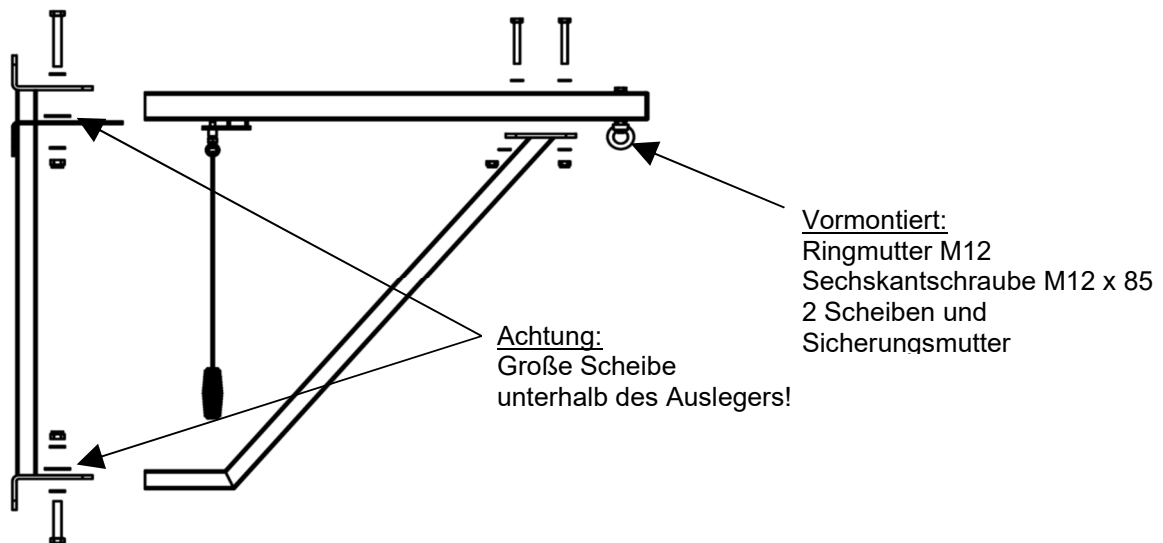 Vormontiert:
Ringmutter M12
Sechskantschraube M12 x 85
2 Scheiben und
Sicherungsmutter
Achtung:
Große Scheibe
unterhalb des Auslegers!